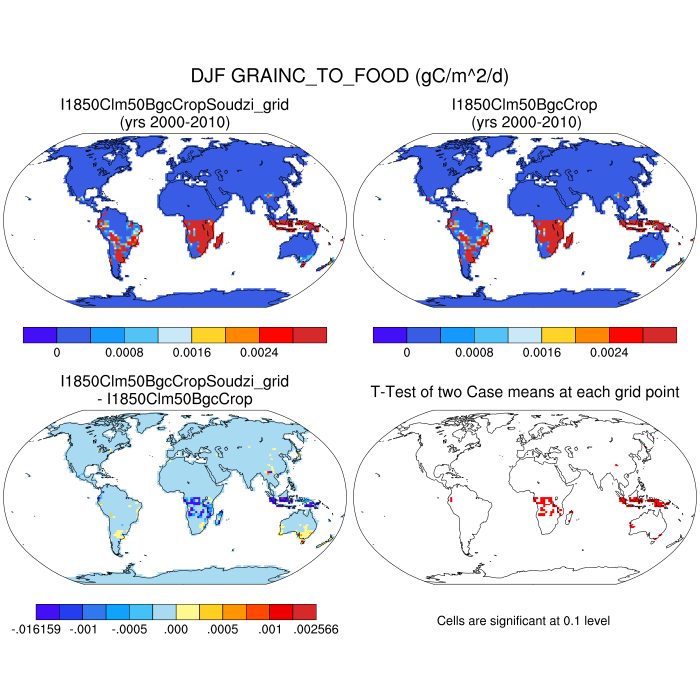 DJF GRAINC_TO_FOOD (gC/m^2/d)
I1850Clm50BgcCropSoudzi_grid
(yrs 2000-2010)
I1850Clm50BgcCrop
(yrs 2000-2010)
0 0.0008 0.0016 0.0024
0 0.0008 0.0016 0.0024
I1850Clm50BgcCropSoudzi_grid
- I1850Clm50BgcCrop
T-Test of two Case means at each grid point
-.016159 -.001 -.0005 .000 .0005 .001 .002566
Cells are significant at 0.1 level